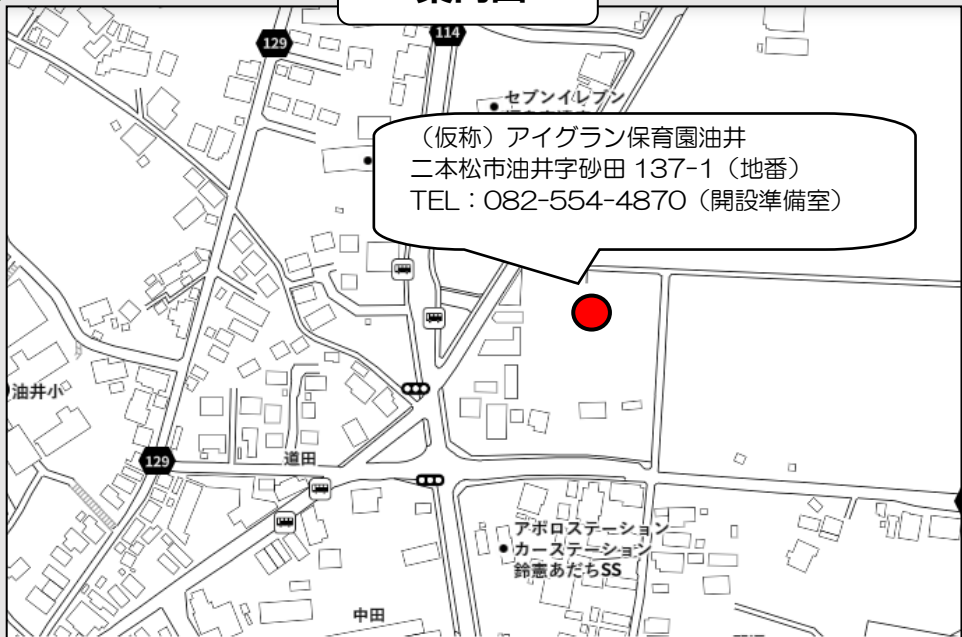 129
114
セブンイレブン
（仮称）アイグラン保育園油井
二本松市油井字砂田 137-1（地番）
TEL：082-554-4870（開設準備室）
油井小
129
道田
アポロステーション
カーステーション
鈴憲あだちSS
中田